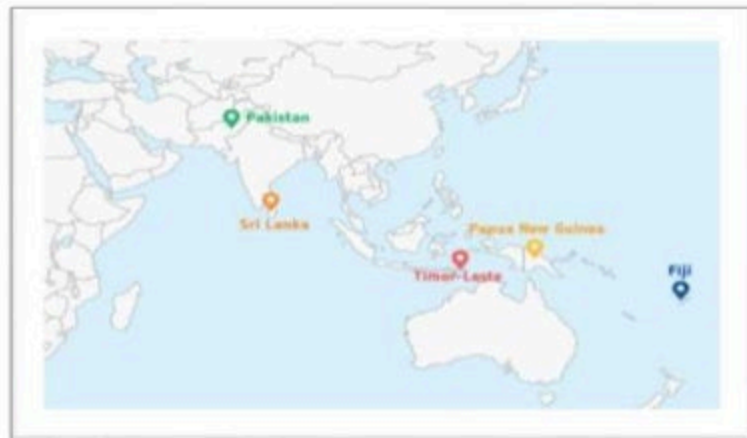 Pakistan
Sri Lanka
Papua New Guinea
Timor-Leste
Fiji